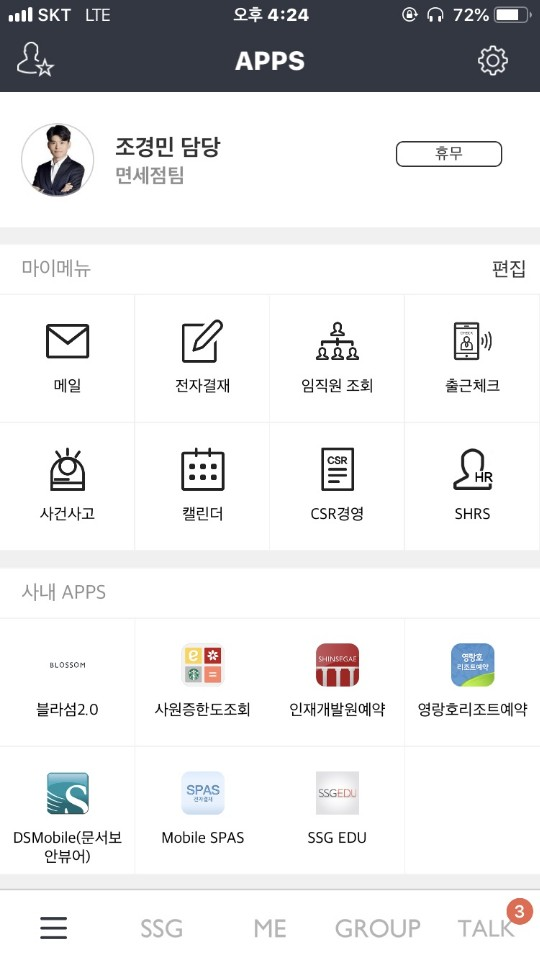 SKT LTE 오후 4:24 72%
APPS
조경민 담당
면세점팀
휴무
마이메뉴 편집
메일 전자결재 임직원 조회 출근체크
CSR
HR
사건사고 캘린더 CSR경영 SHRS
사내 APPS
BLOSSOM
e
SHINSEGAE
영랑호
리조트예약
블라섬2.0 사원증한도조회 인재개발원예약 영랑호리조트예약
S
SPAS
전자결재
SSGEDU
DSMobile(문서보
안뷰어)
Mobile SPAS
SSG EDU
SSG ME GROUP TALK 3